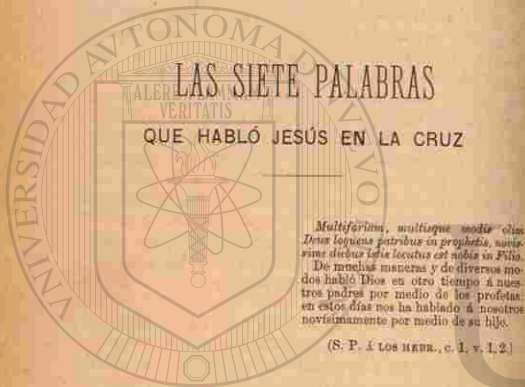 LAS SIETE PALABRAS
QUE HABLÓ JESÚS EN LA CRUZ
Multifariam, multisque modis olim
Deus loquens patribus in prophetis, novis-
sime diebus istis locutus est nobis in Filio.
De muchas maneras y de diversos mo-
dos habló Dios en otro tiempo á nues-
tros padres por medio de los profetas,
en estos días nos ha hablado á nosotros
novísimamente por medio de su hijo.
(S. P. Á LOS HEBR., c. 1, v. 1, 2.)
UNIVERSIDAD AUTONOMA
ALERE FLAMMAM
VERITATIS